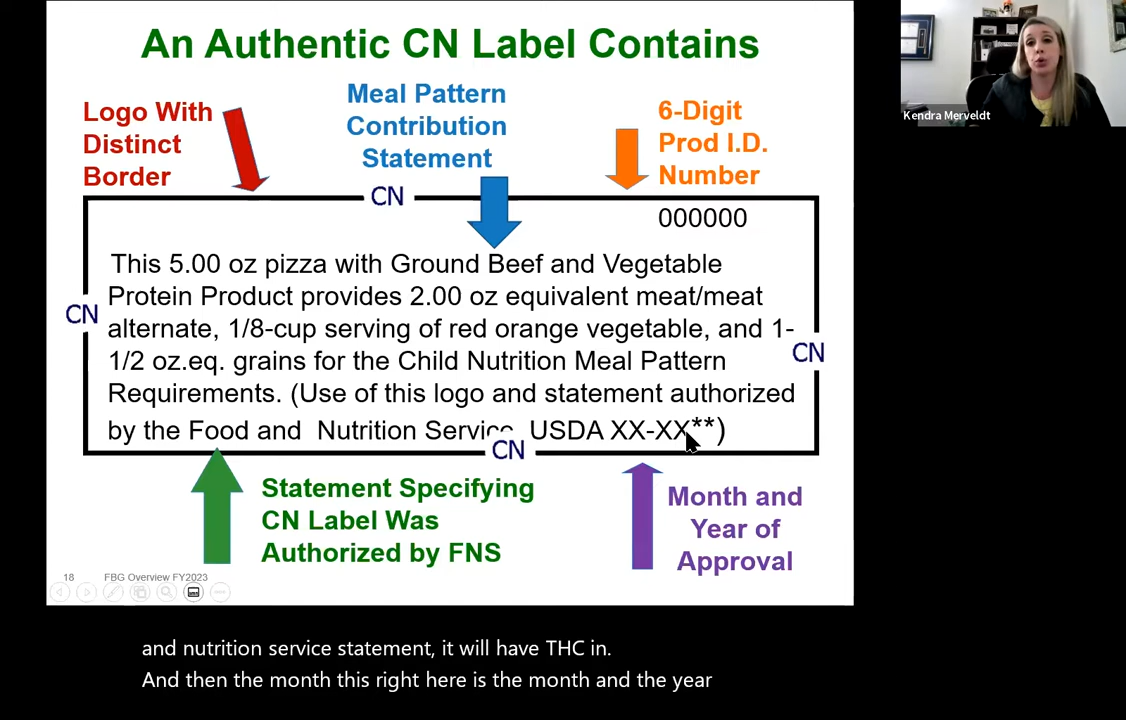 An Authentic CN Label Contains
Logo With
Distinct
Border
Meal Pattern
Contribution
Statement
6-Digit
Prod I.D.
Number
Kendra Merveldt
CN
000000
This 5.00 oz pizza with Ground Beef and Vegetable
Protein Product provides 2.00 oz equivalent meat/meat
CN
alternate, 1/8-cup serving of red orange vegetable, and 1-
CN
1/2 oz.eq. grains for the Child Nutrition Meal Pattern
Requirements. (Use of this logo and statement authorized
by the Food and Nutrition Service, USDA XX-XX**)
CN
Statement Specifying
CN Label Was
Authorized by FNS
Month and
Year of
Approval
18 FBG Overview FY2023
and nutrition service statement, it will have THC in.
And then the month this right here is the month and the year